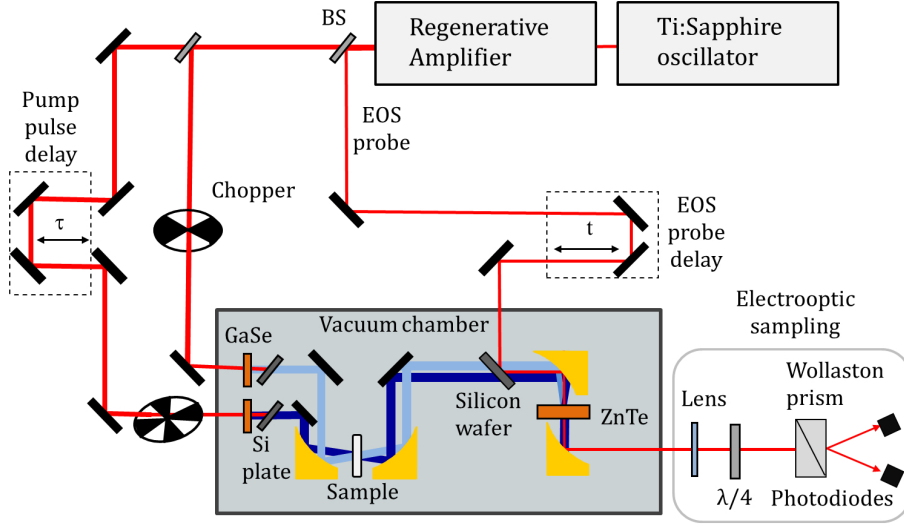 BS
Regenerative
Amplifier
Ti:Sapphire
oscillator
Pump
pulse
delay
EOS
probe
Chopper
τ
t
EOS
probe
delay
GaSe
Vacuum chamber
Electrooptic
sampling
Si
plate
Sample
Silicon
wafer
ZnTe
Lens
Wollaston
prism
λ/4
Photodiodes